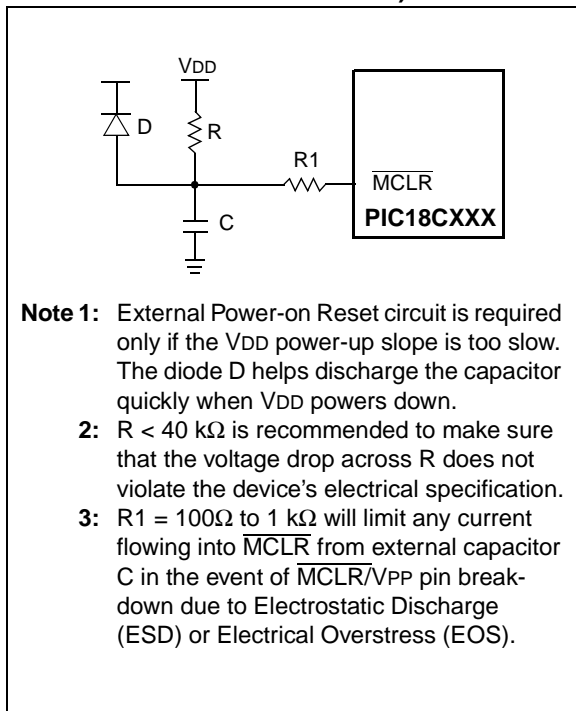 VDD
D
R
R1
MCLR
PIC18CXXX
C
Note 1: External Power-on Reset circuit is required
only if the VDD power-up slope is too slow.
The diode D helps discharge the capacitor
quickly when VDD powers down.
2: R < 40 kΩ is recommended to make sure
that the voltage drop across R does not
violate the device's electrical specification.
3: R1 = 100Ω to 1 kΩ will limit any current
flowing into MCLR from external capacitor
C in the event of MCLR/VPP pin break-
down due to Electrostatic Discharge
(ESD) or Electrical Overstress (EOS).